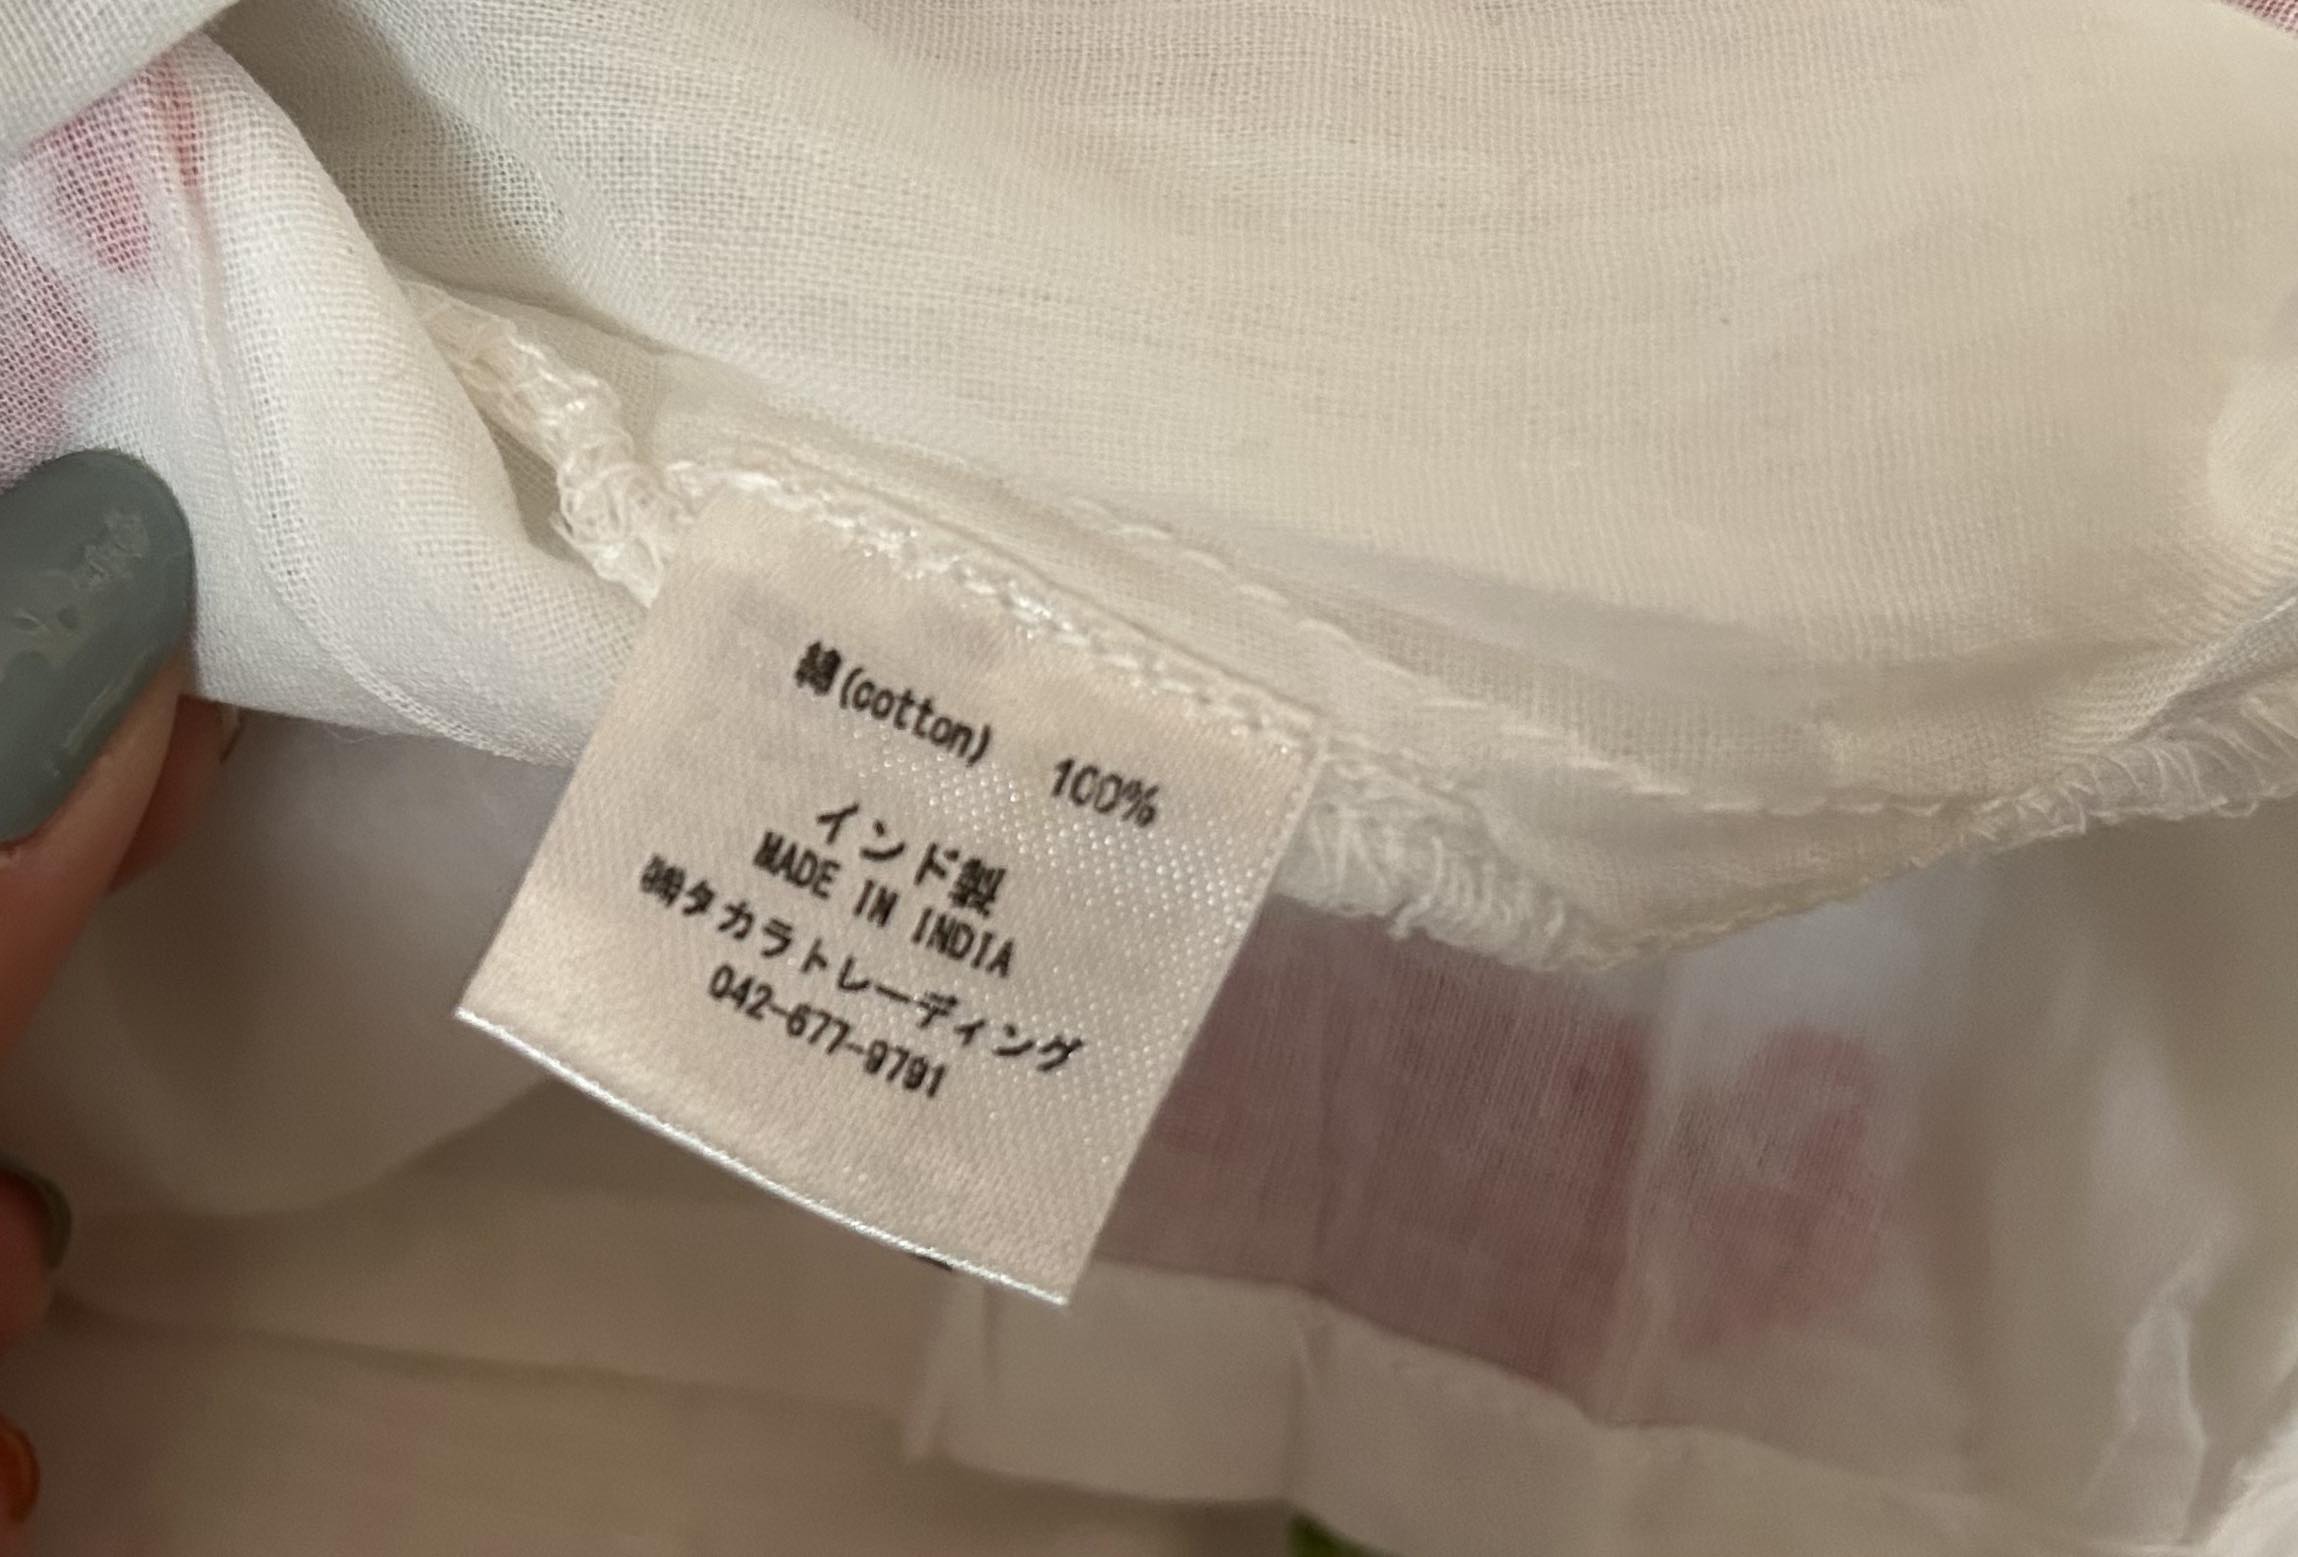 綿(cotton) 100%
インド製
MADE IN INDIA
㈱タカラトレーディング
042-677-9791